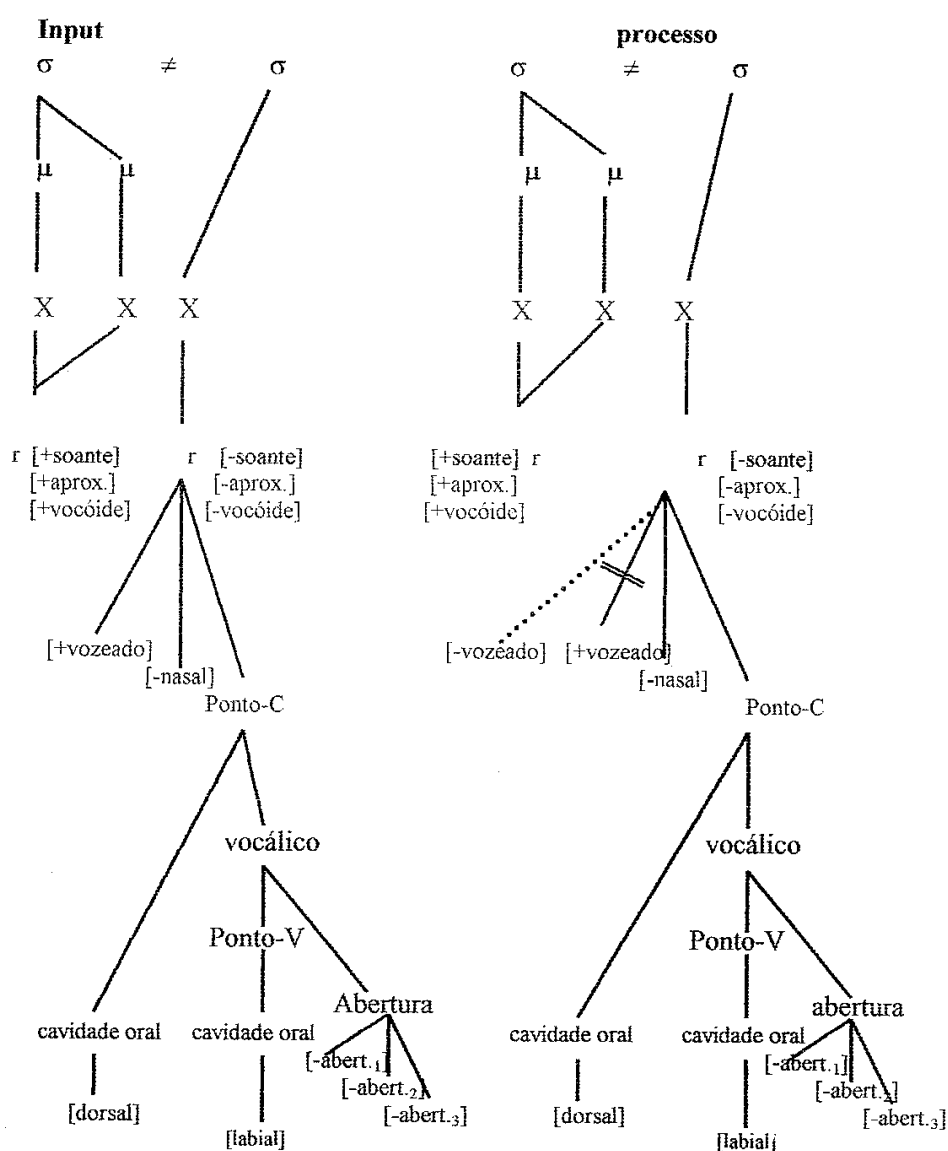 Input
processo
σ ≠ σ
σ ≠ σ
μ μ
μ μ
X X X
X X X
r [+soante] r [-soante]
[+aprox.] [-aprox.]
[+vocóide] [-vocóide]
[+soante] r r [-soante]
[+aprox.] [-aprox.]
[+vocóide] [-vocóide]
[+vozeado]
[-nasal]
Ponto-C
[-vozeado] [+vozeado]
[-nasal]
Ponto-C
vocálico
vocálico
Ponto-V
Ponto-V
Abertura
abertura
cavidade oral cavidade oral
cavidade oral cavidade oral
[-abert.₁]
[-abert.₂]
[-abert.₃]
[-abert.₁]
[-abert.₂]
[-abert.₃]
[dorsal]
[labial]
[dorsal]
[labial]